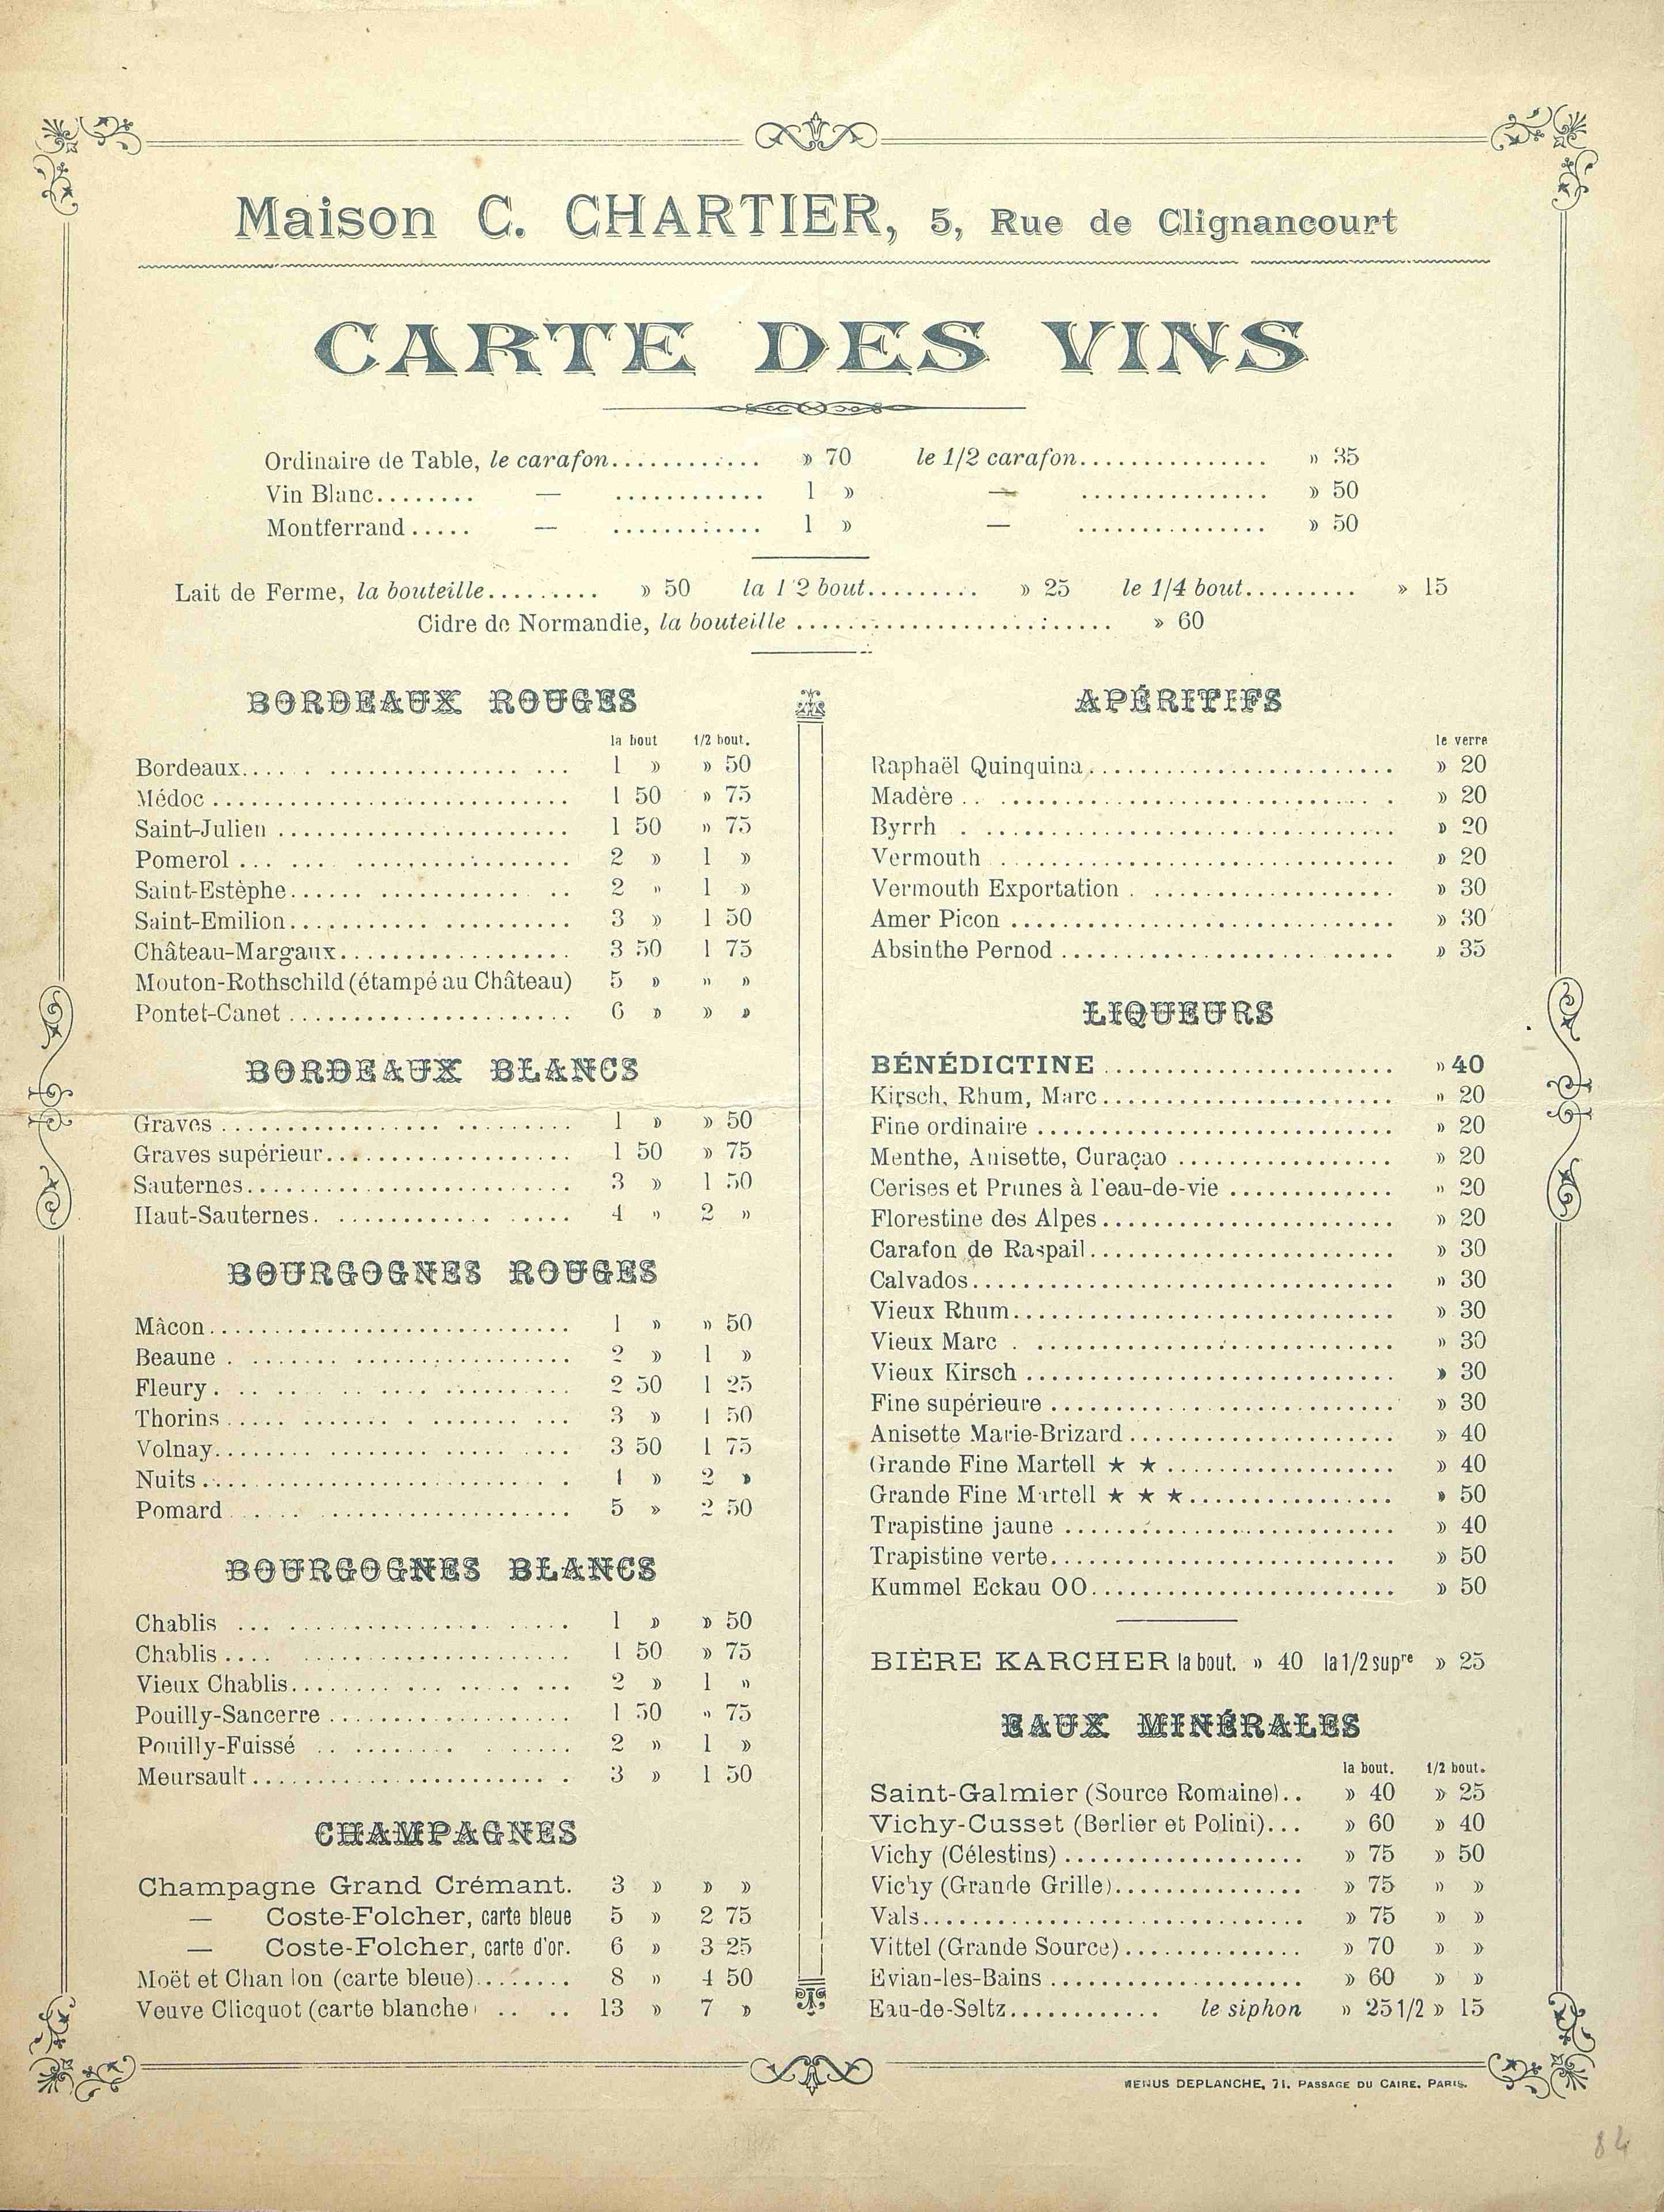 Maison C. CHARTIER, 5, Rue de Clignancourt
CARTE DES VINS
Ordinaire de Table, le carafon............ » 70 le 1/2 carafon............... » 35
Vin Blanc........ — ............ 1 » — ............... » 50
Montferrand..... — ............ 1 » — ............... » 50
Lait de Ferme, la bouteille......... » 50 la 1/2 bout......... » 25 le 1/4 bout......... » 15
Cidre de Normandie, la bouteille ......................... » 60
BORDEAUX ROUGES
la bout 1/2 bout.
Bordeaux......................... 1 » » 50
Médoc............................ 1 50 » 75
Saint-Julien ....................... 1 50 » 75
Pomerol........................ 2 » 1 »
Saint-Estèphe.................... 2 » 1 »
Saint-Emilion...................... 3 » 1 50
Château-Margaux.................. 3 50 1 75
Mouton-Rothschild (étampé au Château) 5 » » »
Pontet-Canet ...................... 6 » » »
BORDEAUX BLANCS
Graves .......................... 1 » » 50
Graves supérieur................... 1 50 » 75
Sauternes.......................... 3 » 1 50
Haut-Sauternes.................. 4 » 2 »
BOURGOGNES ROUGES
Mâcon............................ 1 » » 50
Beaune ......................... 2 » 1 »
Fleury.................... 2 50 1 25
Thorins.................... 3 » 1 50
Volnay........................ 3 50 1 75
Nuits............................ 4 » 2 »
Pomard ...................... 5 » 2 50
BOURGOGNES BLANCS
Chablis ...................... 1 » » 50
Chablis ......................... 1 50 » 75
Vieux Chablis................. 2 » 1 »
Pouilly-Sancerre ................... 1 50 » 75
Pouilly-Fuissé .................. 2 » 1 »
Meursault........................ 3 » 1 50
CHAMPAGNES
Champagne Grand Crémant. 3 » » »
— Coste-Folcher, carte bleue 5 » 2 75
— Coste-Folcher, carte d'or. 6 » 3 25
Moët et Chandon (carte bleue)........ 8 » 4 50
Veuve Clicquot (carte blanche) .... 13 » 7 »
APÉRITIFS
le verre
Raphaël Quinquina........................ » 20
Madère ............................... » 20
Byrrh ................................. » 20
Vermouth ............................... » 20
Vermouth Exportation .................... » 30
Amer Picon .............................. » 30
Absinthe Pernod .......................... » 35
LIQUEURS
BÉNÉDICTINE ....................... » 40
Kirsch, Rhum, Marc....................... » 20
Fine ordinaire ............................ » 20
Menthe, Anisette, Curaçao ................. » 20
Cerises et Prunes à l'eau-de-vie ............. » 20
Florestine des Alpes....................... » 20
Carafon de Raspail........................ » 30
Calvados................................. » 30
Vieux Rhum.............................. » 30
Vieux Marc ............................. » 30
Vieux Kirsch ............................. » 30
Fine supérieure ........................... » 30
Anisette Marie-Brizard ..................... » 40
Grande Fine Martell ★ ★.................. » 40
Grande Fine Martell ★ ★ ★................ » 50
Trapistine jaune .......................... » 40
Trapistine verte........................... » 50
Kummel Eckau OO........................ » 50
BIÈRE KARCHER la bout. » 40 la 1/2 supre » 25
EAUX MINÉRALES
la bout. 1/2 bout.
Saint-Galmier (Source Romaine).. » 40 » 25
Vichy-Cusset (Berlier et Polini)... » 60 » 40
Vichy (Célestins) ................... » 75 » 50
Vichy (Grande Grille)............... » 75 » »
Vals.............................. » 75 » »
Vittel (Grande Source).............. » 70 » »
Evian-les-Bains .................... » 60 » »
Eau-de-Seltz............ le siphon » 25 1/2 » 15
MENUS DEPLANCHE, 71, PASSAGE DU CAIRE, PARIS.
84